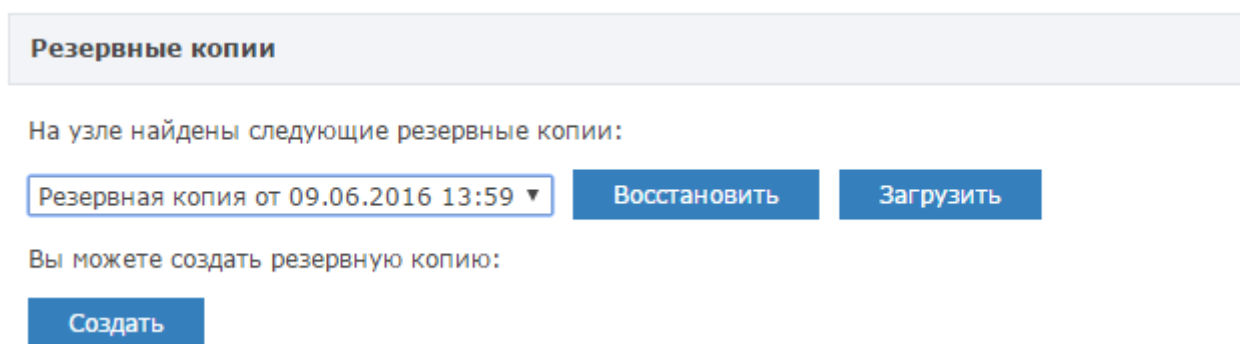 Резервные копии
На узле найдены следующие резервные копии:
Резервная копия от 09.06.2016 13:59 ▼ Восстановить Загрузить
Вы можете создать резервную копию:
Создать